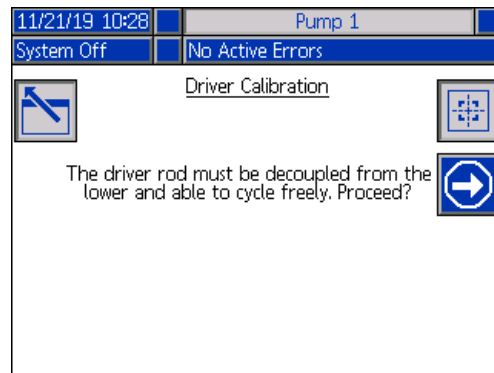 11/21/19 10:28 Pump 1
System Off No Active Errors
Driver Calibration
The driver rod must be decoupled from the
lower and able to cycle freely. Proceed?